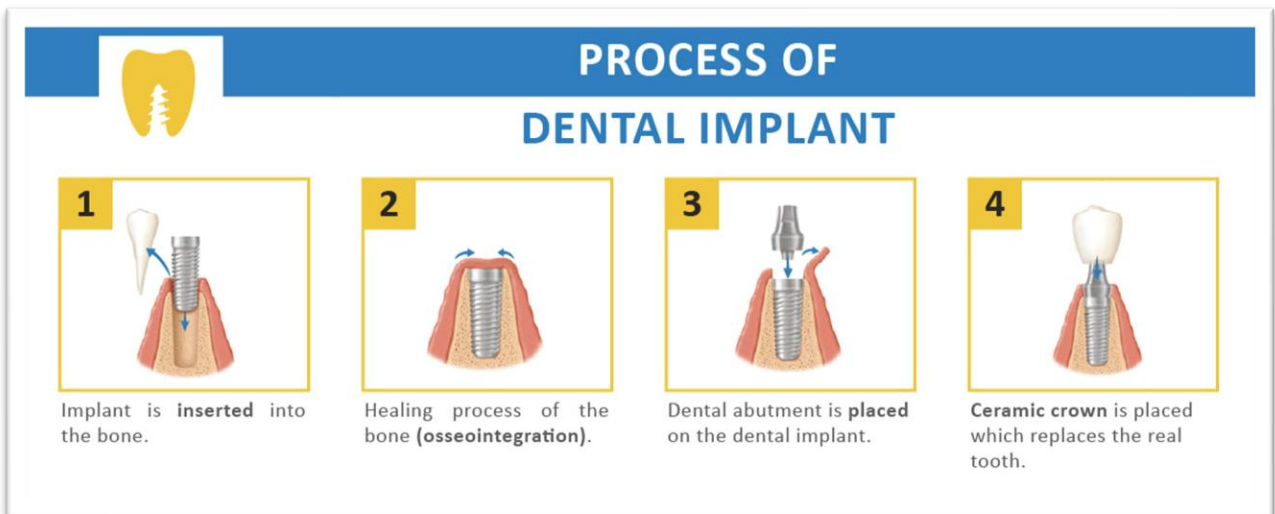 PROCESS OF
DENTAL IMPLANT
1
Implant is inserted into
the bone.
2
Healing process of the
bone (osseointegration).
3
Dental abutment is placed
on the dental implant.
4
Ceramic crown is placed
which replaces the real
tooth.